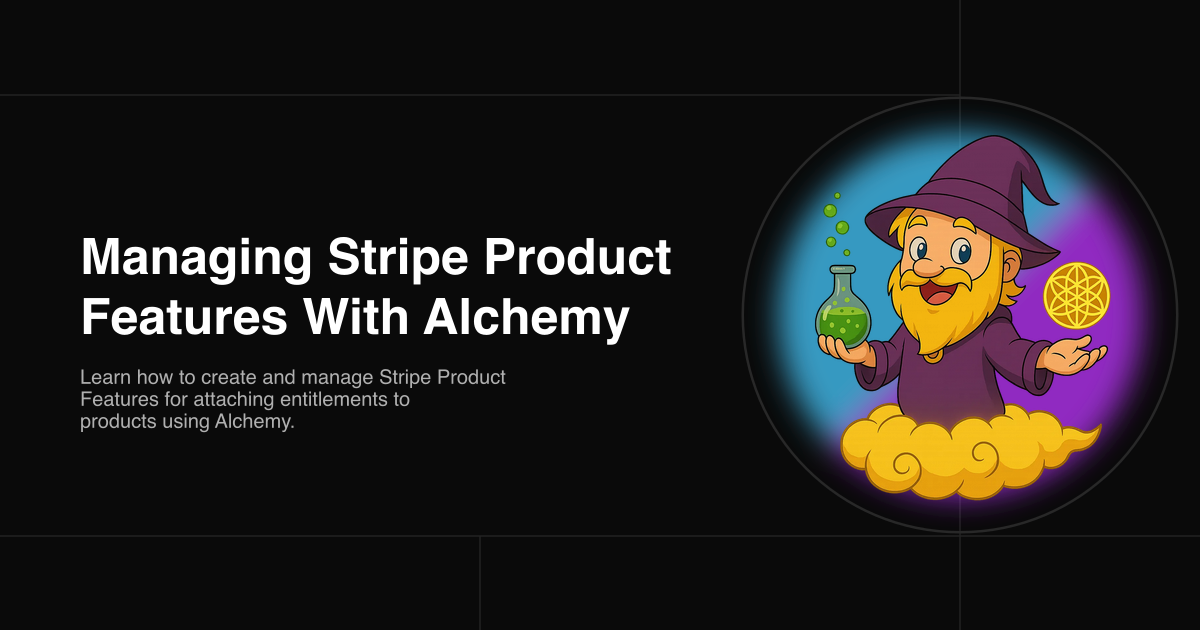 Managing Stripe Product
Features With Alchemy
Learn how to create and manage Stripe Product
Features for attaching entitlements to
products using Alchemy.